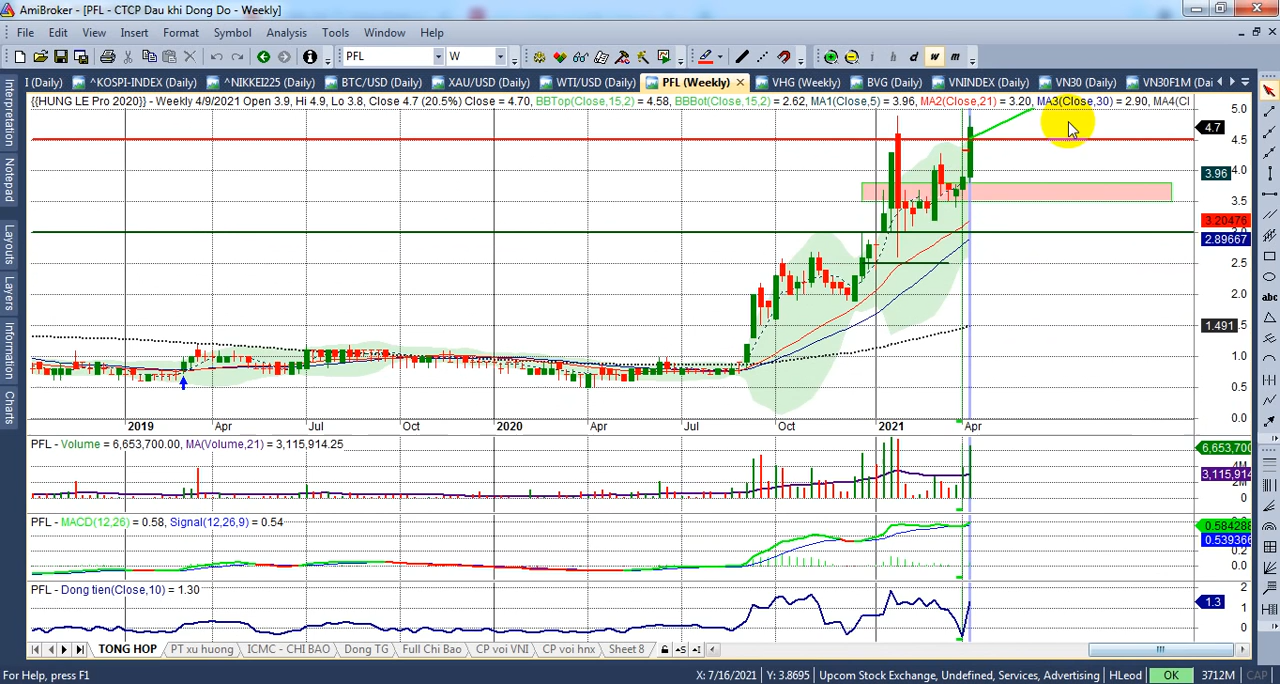 AmiBroker - [PFL - CTCP Dau khi Dong Do - Weekly]
File Edit View Insert Format Symbol Analysis Tools Window Help
PFL W i h d w m
I (Daily) ^KOSPI-INDEX (Daily) ^NIKKEI225 (Daily) BTC/USD (Daily) XAU/USD (Daily) WTI/USD (Daily) PFL (Weekly) VHG (Weekly) BVG (Daily) VNINDEX (Daily) VN30 (Daily) VN30F1M (Dai
{{HUNG LE Pro 2020}} - Weekly 4/9/2021 Open 3.9, Hi 4.9, Lo 3.8, Close 4.7 (20.5%) Close = 4.70, BBTop(Close,15,2) = 4.58, BBBot(Close,15,2) = 2.62, MA1(Close,5) = 3.96, MA2(Close,21) = 3.20, MA3(Close,30) = 2.90, MA4(Cl
Interpretation
Notepad
Layouts
Layers
Information
Charts
5.0
4.7
4.5
4.0
3.96
3.5
3.20476
2.89667
2.5
2.0
1.491
1.0
0.5
0.0
abc
2019 Apr Jul Oct 2020 Apr Jul Oct 2021 Apr
PFL - Volume = 6,653,700.00, MA(Volume,21) = 3,115,914.25
6,653,700
3,115,914
2M
0
PFL - MACD(12,26) = 0.58, Signal(12,26,9) = 0.54
0.584288
0.539366
0.2
0.0
PFL - Dong tien(Close,10) = 1.30
2
1.3
1
0
TONG HOP PT xu huong ICMC - CHI BAO Dong TG Full Chi Bao CP voi VNI CP voi hnx Sheet 8
For Help, press F1 X: 7/16/2021 Y: 3.8695 Upcom Stock Exchange, Undefined, Services, Advertising HLeod OK 3712M CAP